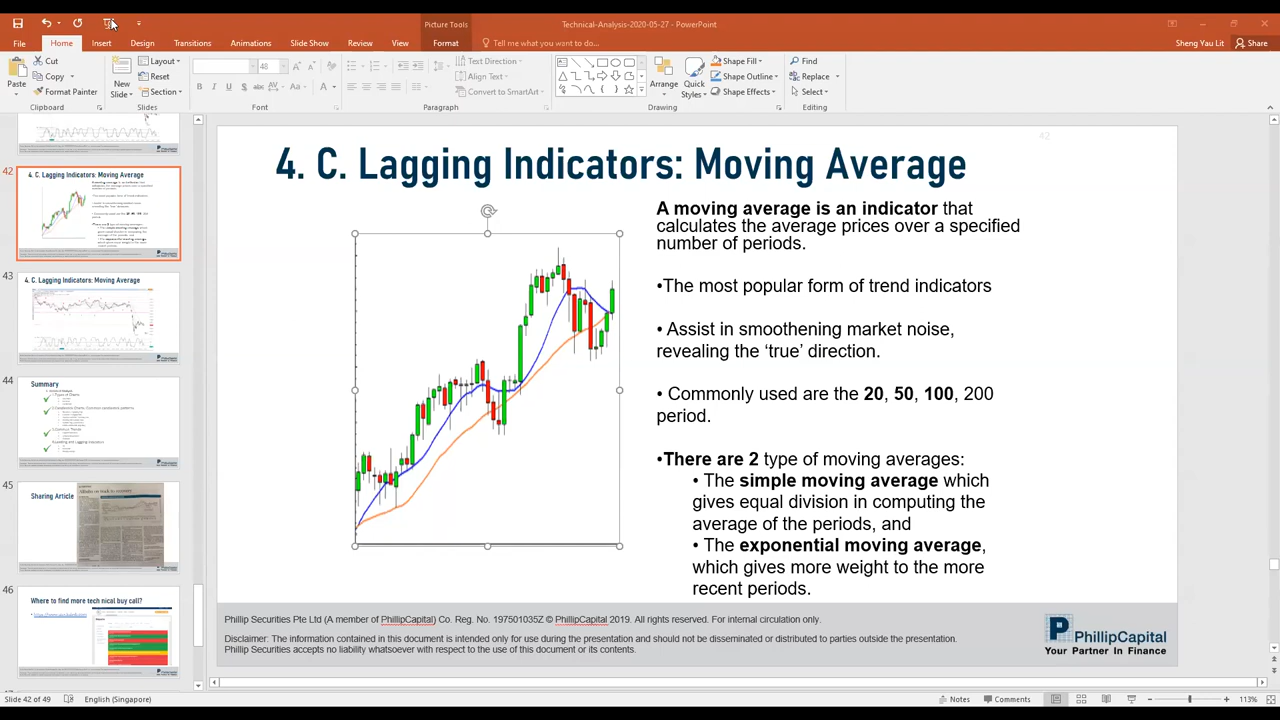 Picture Tools
Technical-Analysis-2020-05-27 - PowerPoint
File Home Insert Design Transitions Animations Slide Show Review View Format Tell me what you want to do... Sheng Yau Lit Share
Cut
Copy
Format Painter
Paste
Clipboard
New Slide
Layout
Reset
Section
Slides
48
Font
Text Direction
Align Text
Convert to SmartArt
Paragraph
Arrange
Quick Styles
Shape Fill
Shape Outline
Shape Effects
Drawing
Find
Replace
Select
Editing
42
4. C. Lagging Indicators: Moving Average
43
4. C. Lagging Indicators: Moving Average
44
Summary
45
Sharing Article
46
Where to find more tech nical buy call?
42
4. C. Lagging Indicators: Moving Average
A moving average is an indicator that
calculates the average prices over a specified
number of periods.
•The most popular form of trend indicators
• Assist in smoothening market noise,
revealing the ‘true’ direction.
• Commonly used are the 20, 50, 100, 200
period.
•There are 2 type of moving averages:
• The simple moving average which
gives equal division in computing the
average of the periods, and
• The exponential moving average,
which gives more weight to the more
recent periods.
Phillip Securities Pte Ltd (A member of PhillipCapital) Co. Reg. No. 197501035Z © PhillipCapital 2019. All rights reserved. For internal circulation only.
Disclaimer: The information contained in this document is intended only for use during the presentation and should not be disseminated or distributed to parties outside the presentation.
Phillip Securities accepts no liability whatsoever with respect to the use of this document or its contents.
PhillipCapital
Your Partner In Finance
Slide 42 of 49 English (Singapore) Notes Comments 113%